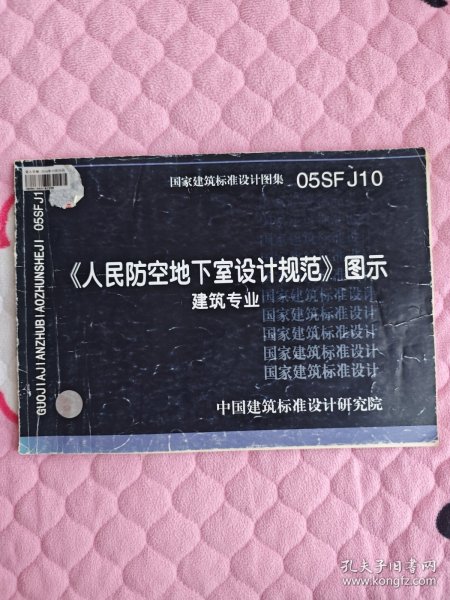 国家建筑标准设计图集 05SFJ10
《人民防空地下室设计规范》图示
建筑专业
国家建筑标准设计
国家建筑标准设计
国家建筑标准设计
国家建筑标准设计
国家建筑标准设计
中国建筑标准设计研究院
GUOJIAJIANZHUBIAOZHUNSHEJI 05SFJ1
孔夫子旧书网
www.kongfz.com